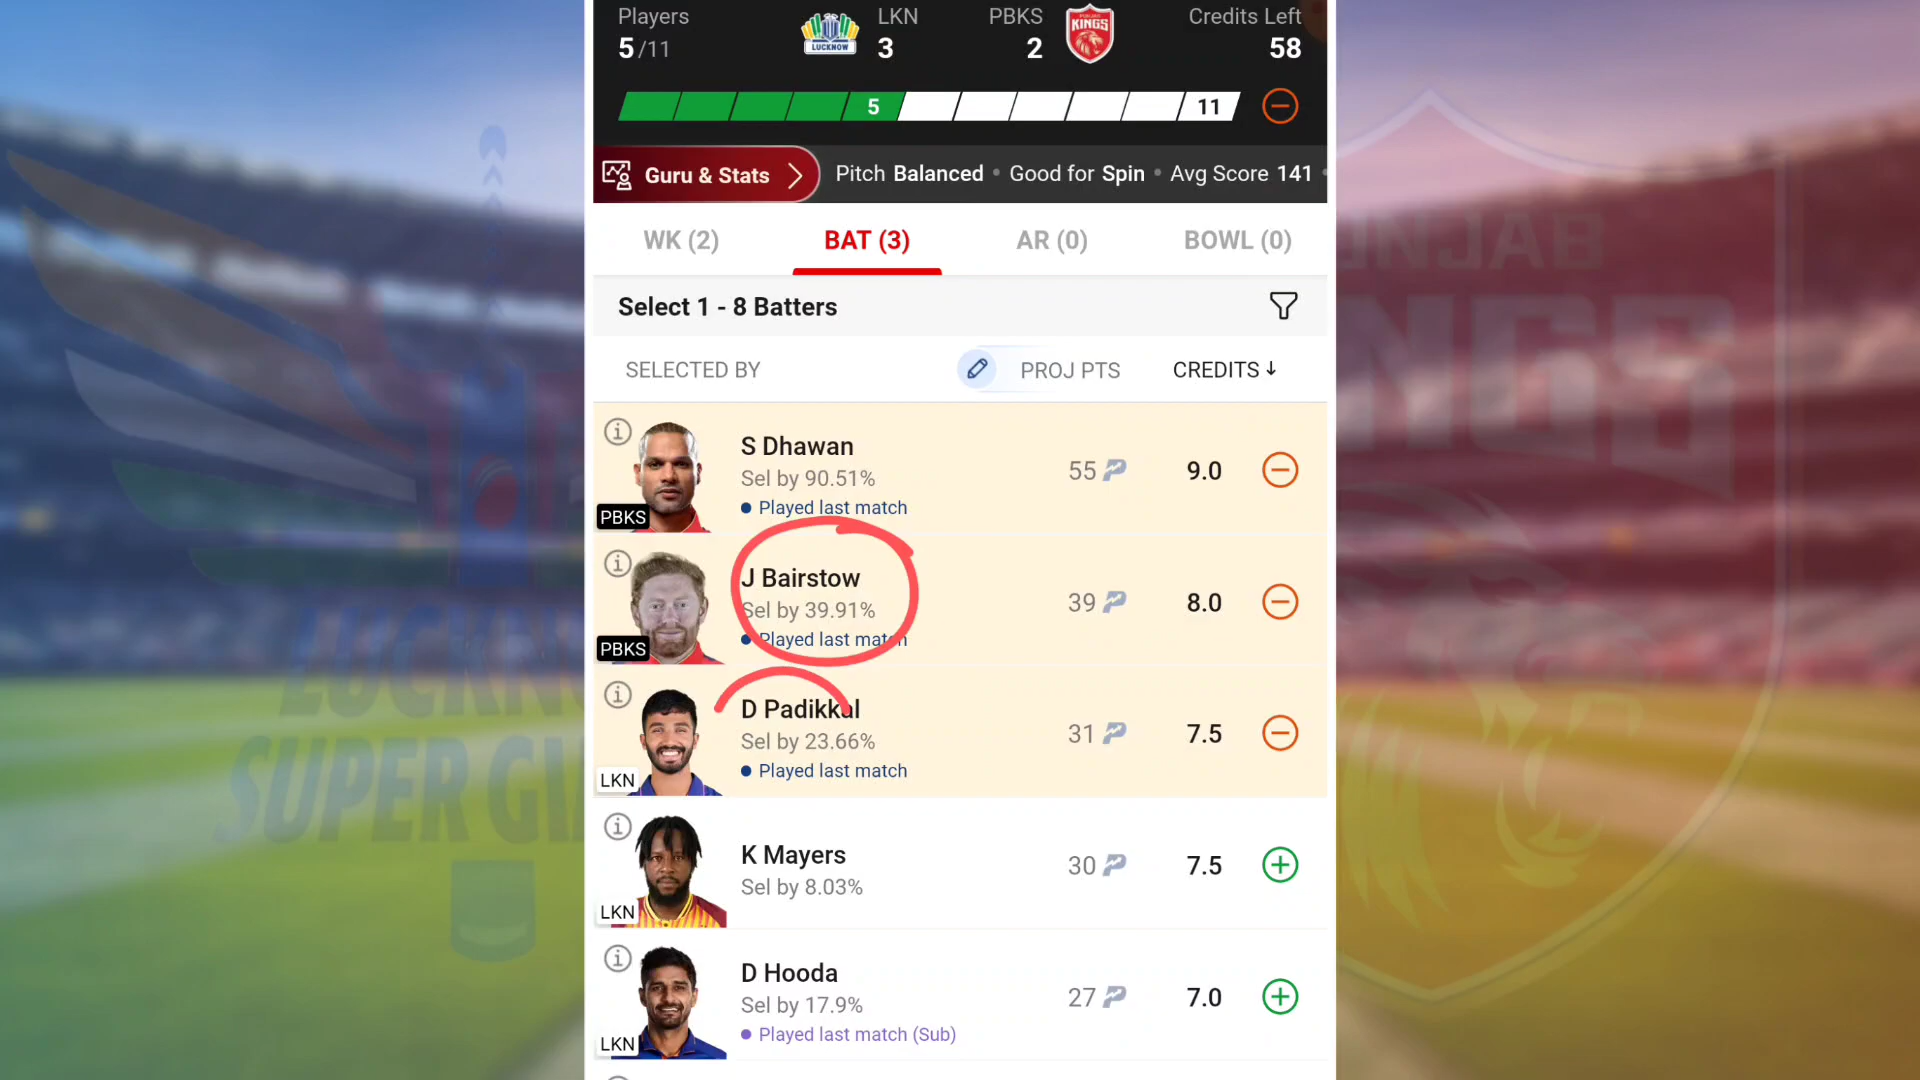 Players LKN PBKS Credits Left
5/11 3 2 58
LUCKNOW
KINGS
5 11
Guru & Stats Pitch Balanced • Good for Spin • Avg Score 141
WK (2) BAT (3) AR (0) BOWL (0)
Select 1 - 8 Batters
SELECTED BY PROJ PTS CREDITS↓
S Dhawan
Sel by 90.51% 55 9.0
Played last match
PBKS
J Bairstow
Sel by 39.91% 39 8.0
Played last match
PBKS
D Padikkal
Sel by 23.66% 31 7.5
Played last match
LKN
K Mayers
Sel by 8.03% 30 7.5
LKN
D Hooda
Sel by 17.9% 27 7.0
Played last match (Sub)
LKN
LUCKN
SUPER GI
NJAB
NGS